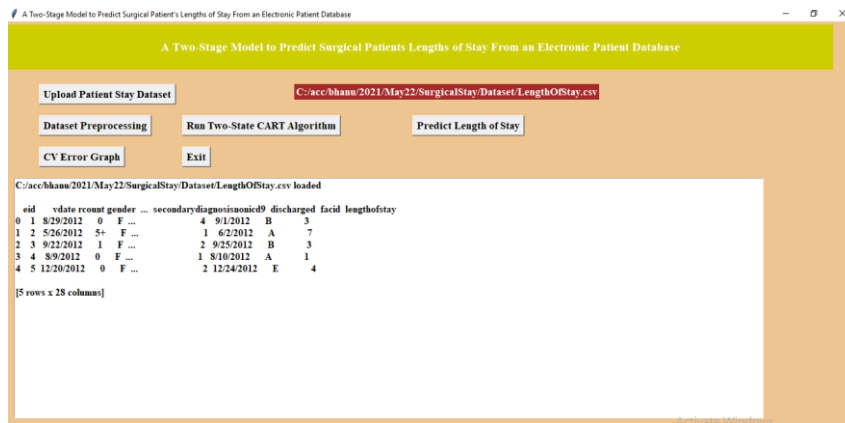 A Two-Stage Model to Predict Surgical Patient's Lengths of Stay From an Electronic Patient Database
A Two-Stage Model to Predict Surgical Patients Lengths of Stay From an Electronic Patient Database
Upload Patient Stay Dataset C:/acc/bhanu/2021/May22/SurgicalStay/Dataset/LengthOfStay.csv
Dataset Preprocessing Run Two-State CART Algorithm Predict Length of Stay
CV Error Graph Exit
C:/acc/bhanu/2021/May22/SurgicalStay/Dataset/LengthOfStay.csv loaded
eid vdate rcount gender ... secondarydiagnosisnonicd9 discharged facid lengthofstay
0 1 8/29/2012 0 F ... 4 9/1/2012 B 3
1 2 5/26/2012 5+ F ... 1 6/2/2012 A 7
2 3 9/22/2012 1 F ... 2 9/25/2012 B 3
3 4 8/9/2012 0 F ... 1 8/10/2012 A 1
4 5 12/20/2012 0 F ... 2 12/24/2012 E 4
[5 rows x 28 columns]
Activate Windows